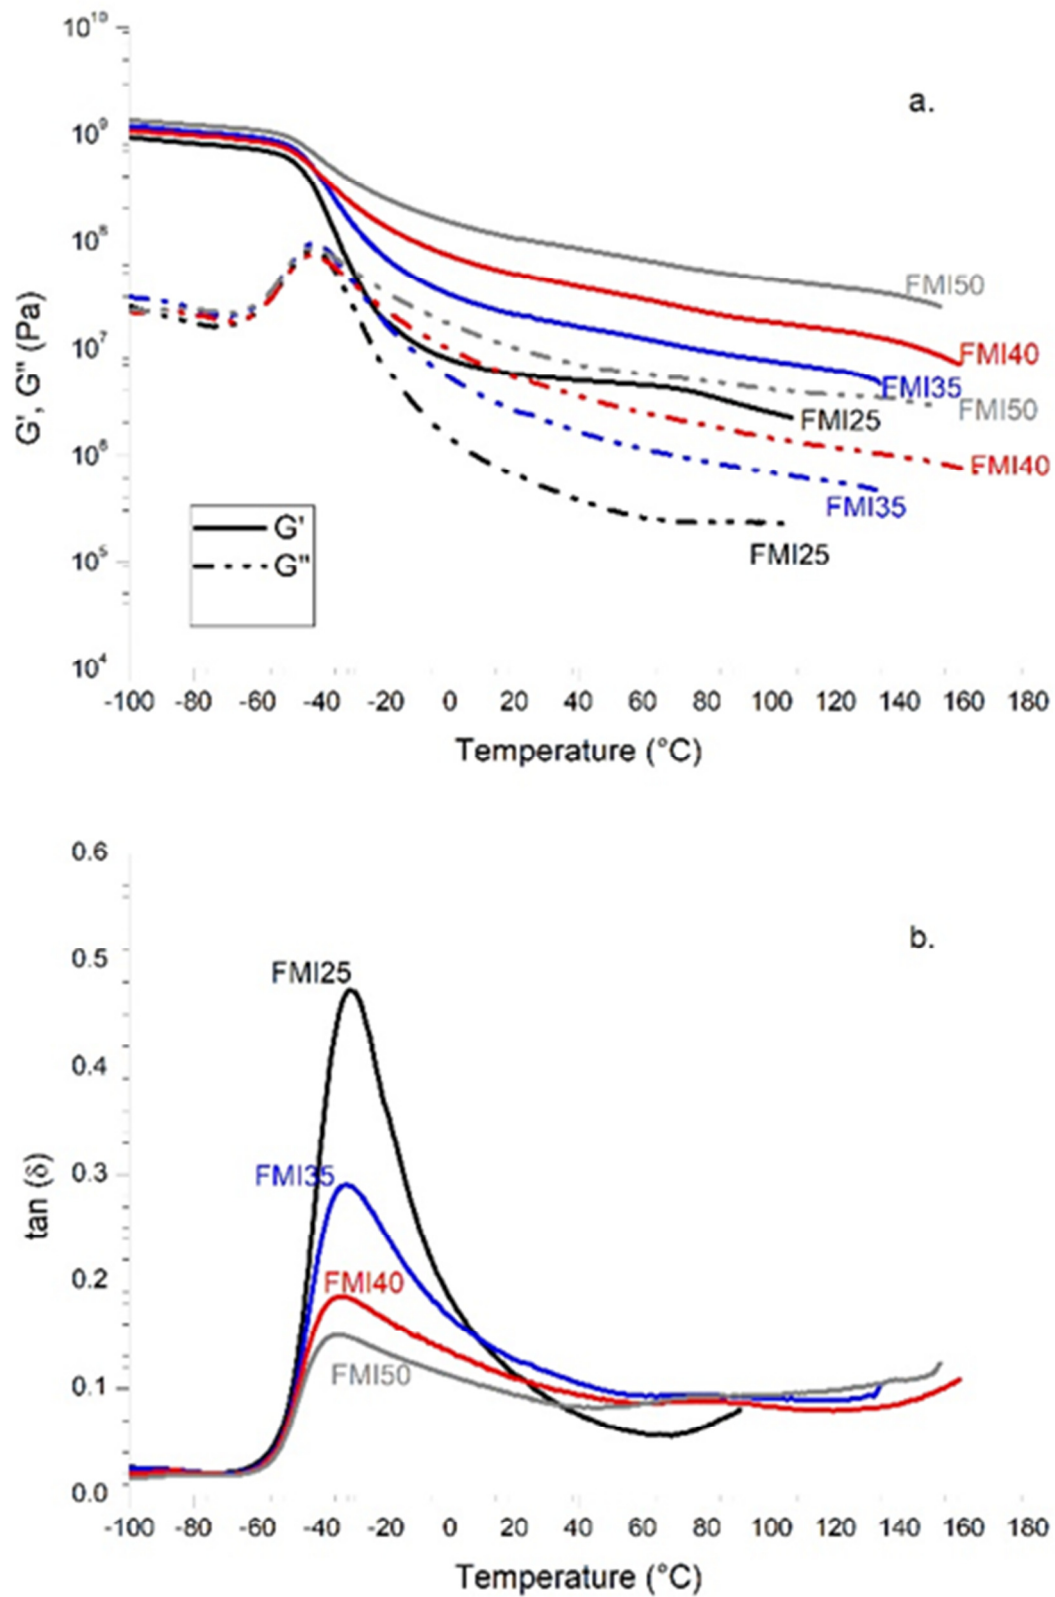 a.
10¹⁰
10⁹
10⁸
10⁷
10⁶
10⁵
10⁴
G', G" (Pa)
FMI50
FMI40
FMI35
FMI25
FMI50
FMI40
FMI35
FMI25
G'
G"
-100 -80 -60 -40 -20 0 20 40 60 80 100 120 140 160 180
Temperature (°C)
b.
0.6
0.5
0.4
0.3
0.2
0.1
0.0
tan (δ)
FMI25
FMI35
FMI40
FMI50
-100 -80 -60 -40 -20 0 20 40 60 80 100 120 140 160 180
Temperature (°C)